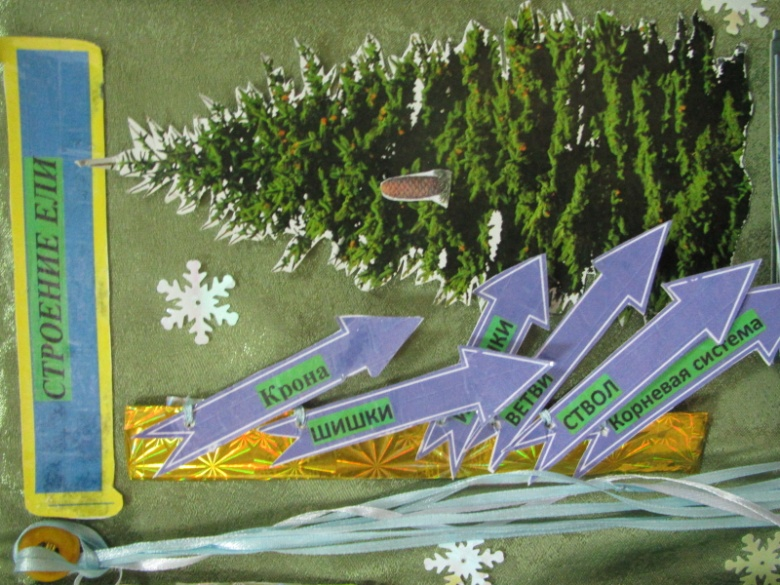 СТРОЕНИЕ ЕЛИ
Крона
ШИШКИ
ВЕТВИ
СТВОЛ
Корневая система